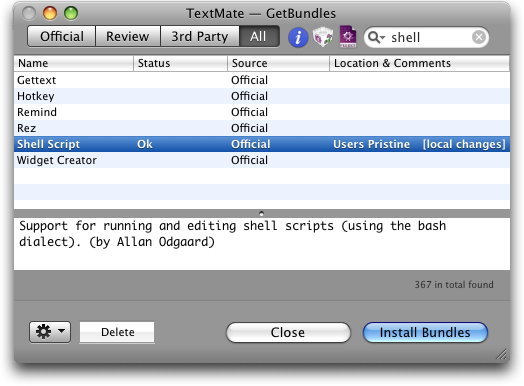 TextMate — GetBundles
Official Review 3rd Party All i PROJECT shell
Name Status Source Location & Comments
Gettext Official
Hotkey Official
Remind Official
Rez Official
Shell Script Ok Official Users Pristine [local changes]
Widget Creator Official
Support for running and editing shell scripts (using the bash
dialect). (by Allan Odgaard)
367 in total found
Delete Close Install Bundles